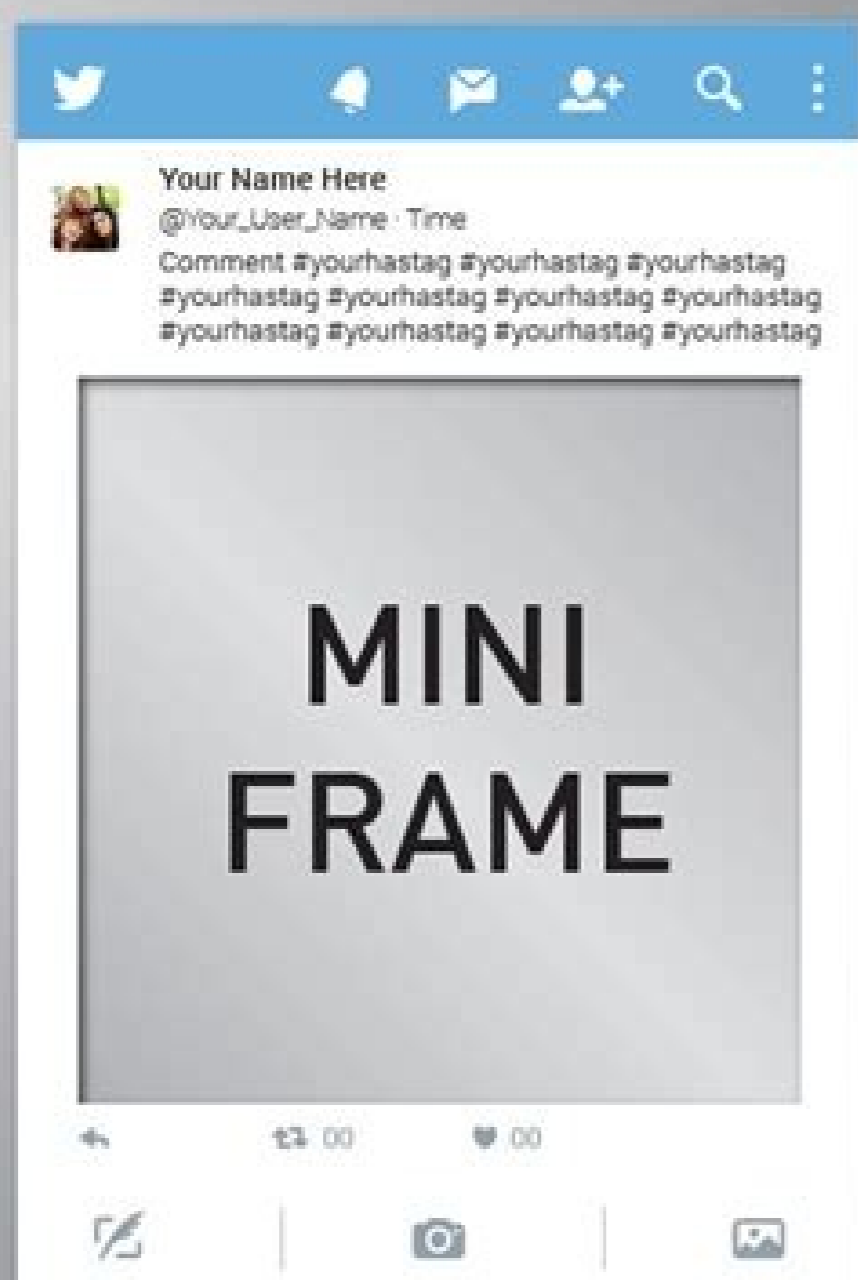 Your Name Here
@Your_User_Name · Time
Comment #yourhastag #yourhastag #yourhastag
#yourhastag #yourhastag #yourhastag #yourhastag
#yourhastag #yourhastag #yourhastag #yourhastag
MINI
FRAME
00 00